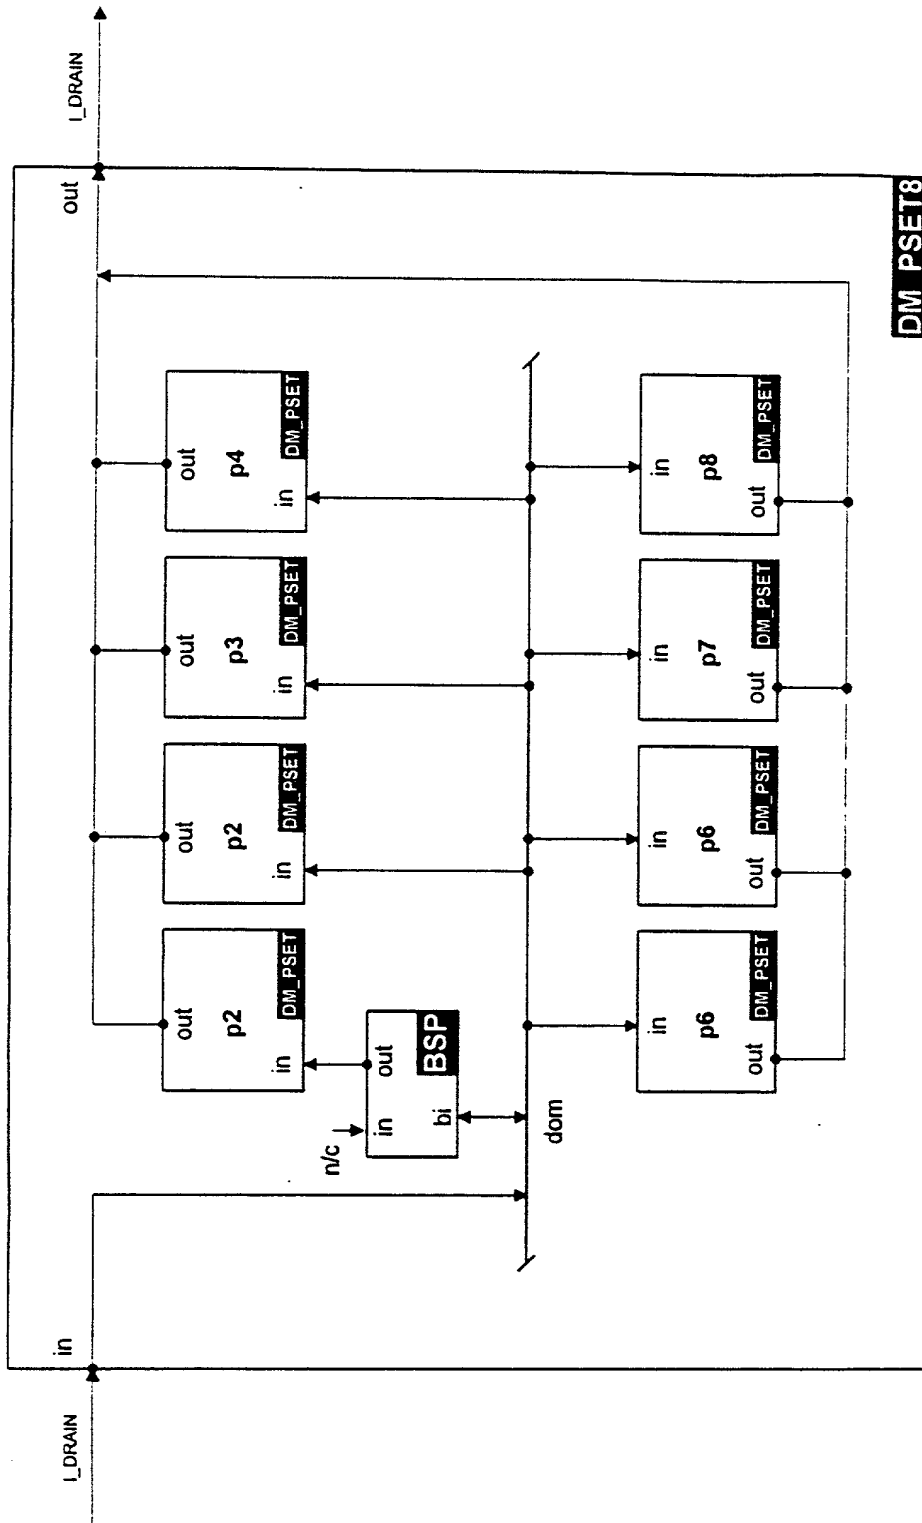 I_DRAIN
in
out
I_DRAIN
out
p2
in
DM_PSET
out
p2
in
DM_PSET
out
p3
in
DM_PSET
out
p4
in
DM_PSET
n/c
in
out
bi
BSP
dom
in
p6
out
DM_PSET
in
p6
out
DM_PSET
in
p7
out
DM_PSET
in
p8
out
DM_PSET
DM_PSET8